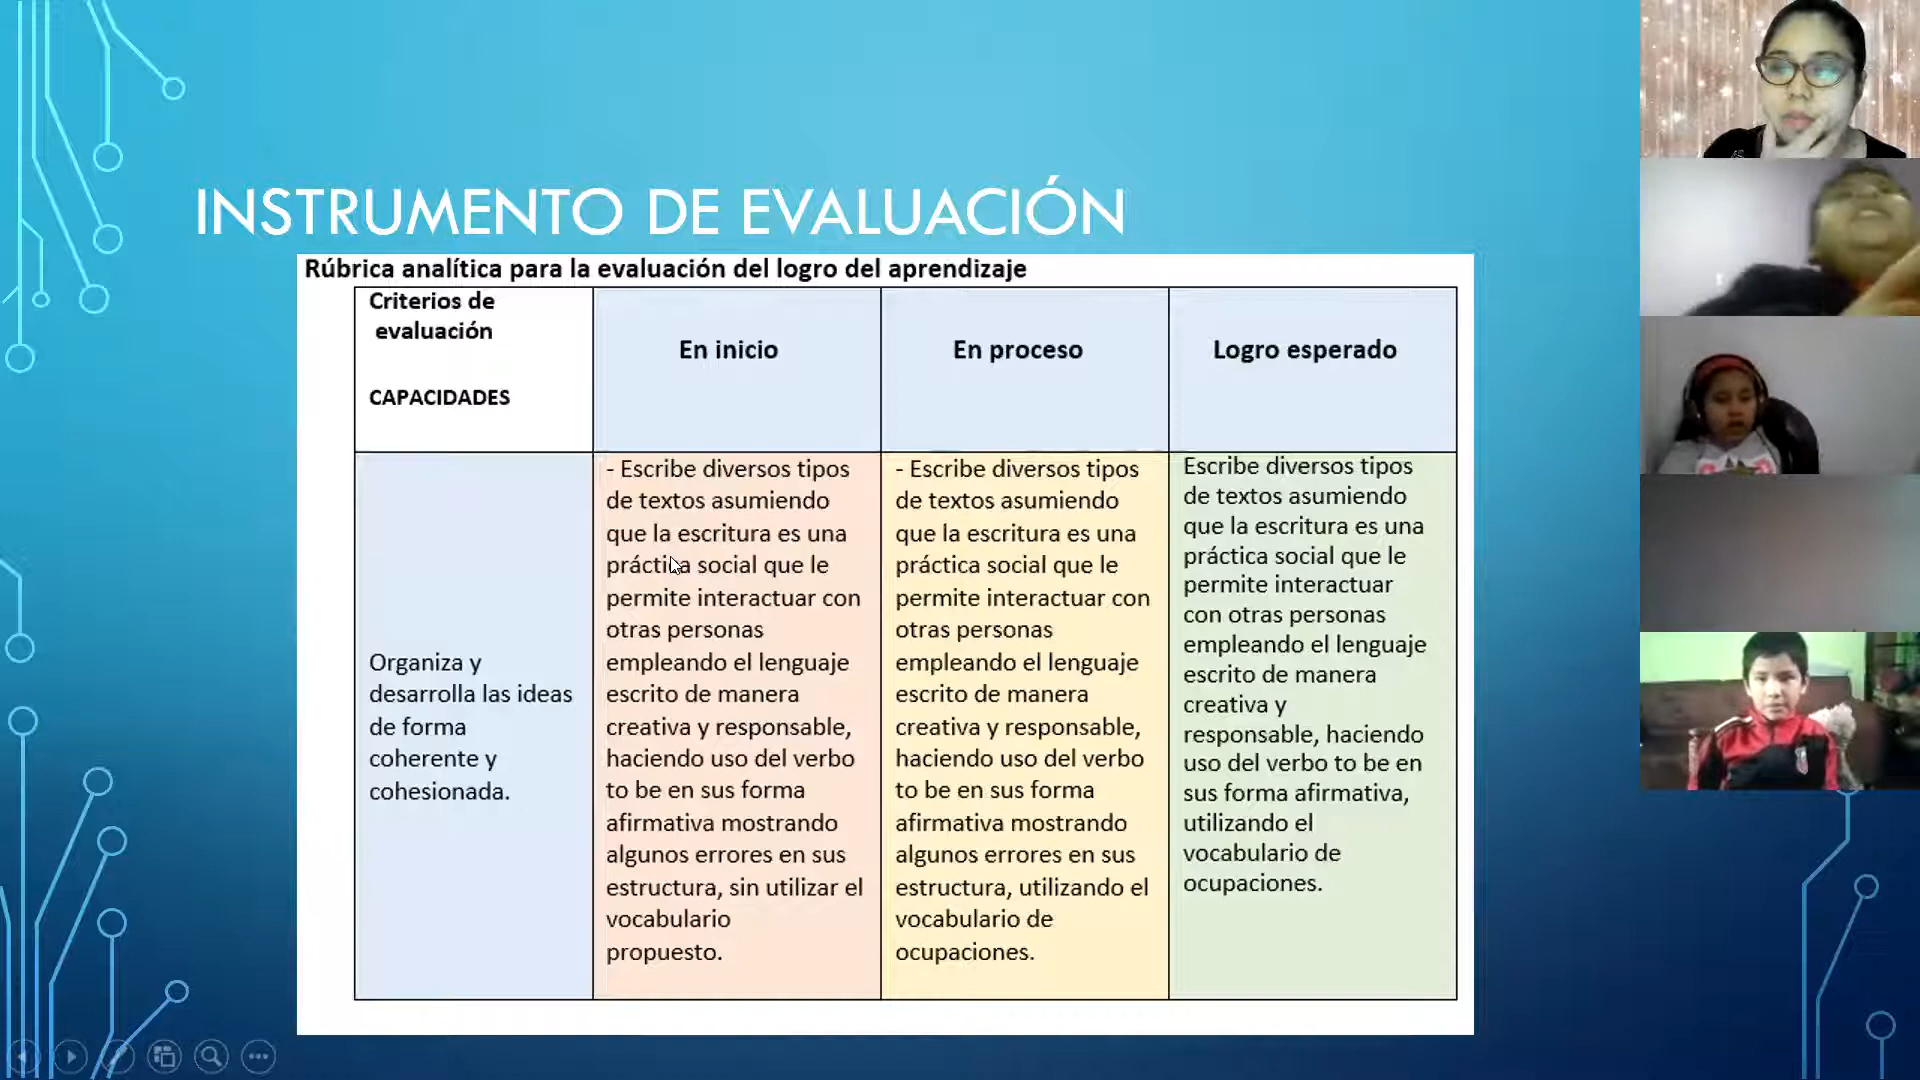 INSTRUMENTO DE EVALUACIÓN
Rúbrica analítica para la evaluación del logro del aprendizaje
Criterios de
evaluación
CAPACIDADES
En inicio
En proceso
Logro esperado
Organiza y
desarrolla las ideas
de forma
coherente y
cohesionada.
- Escribe diversos tipos
de textos asumiendo
que la escritura es una
práctica social que le
permite interactuar con
otras personas
empleando el lenguaje
escrito de manera
creativa y responsable,
haciendo uso del verbo
to be en sus forma
afirmativa mostrando
algunos errores en sus
estructura, sin utilizar el
vocabulario
propuesto.
- Escribe diversos tipos
de textos asumiendo
que la escritura es una
práctica social que le
permite interactuar con
otras personas
empleando el lenguaje
escrito de manera
creativa y responsable,
haciendo uso del verbo
to be en sus forma
afirmativa mostrando
algunos errores en sus
estructura, utilizando el
vocabulario de
ocupaciones.
Escribe diversos tipos
de textos asumiendo
que la escritura es una
práctica social que le
permite interactuar
con otras personas
empleando el lenguaje
escrito de manera
creativa y
responsable, haciendo
uso del verbo to be en
sus forma afirmativa,
utilizando el
vocabulario de
ocupaciones.